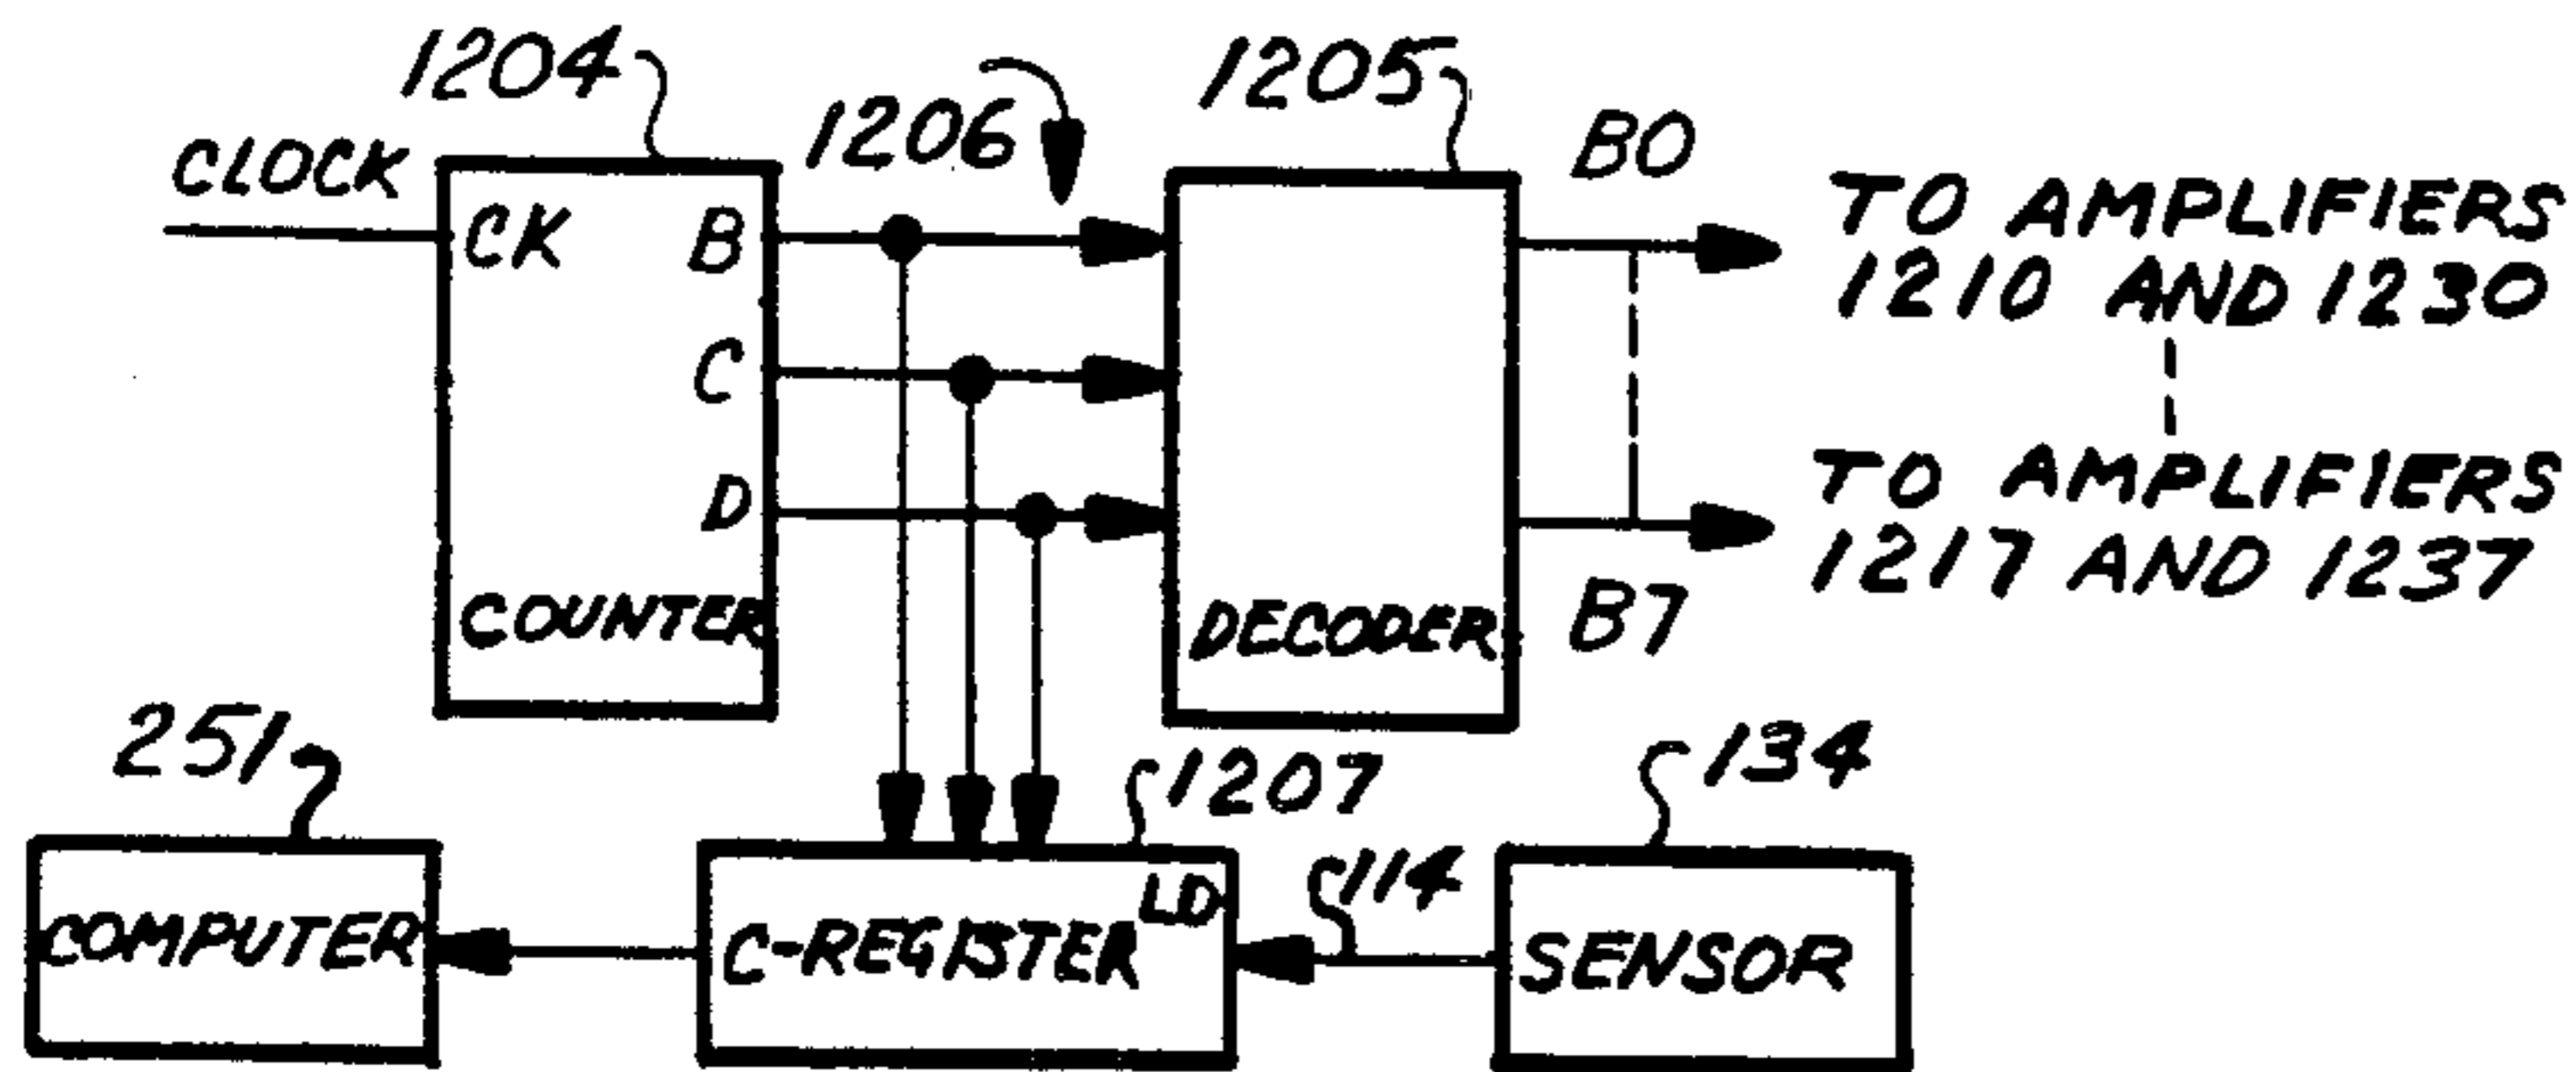 1204
1206
1205
B0
CLOCK
CK
B
TO AMPLIFIERS
1210 AND 1230
C
D
TO AMPLIFIERS
1217 AND 1237
COUNTER
DECODER
B7
251
1207
134
114
LD
COMPUTER
C-REGISTER
SENSOR